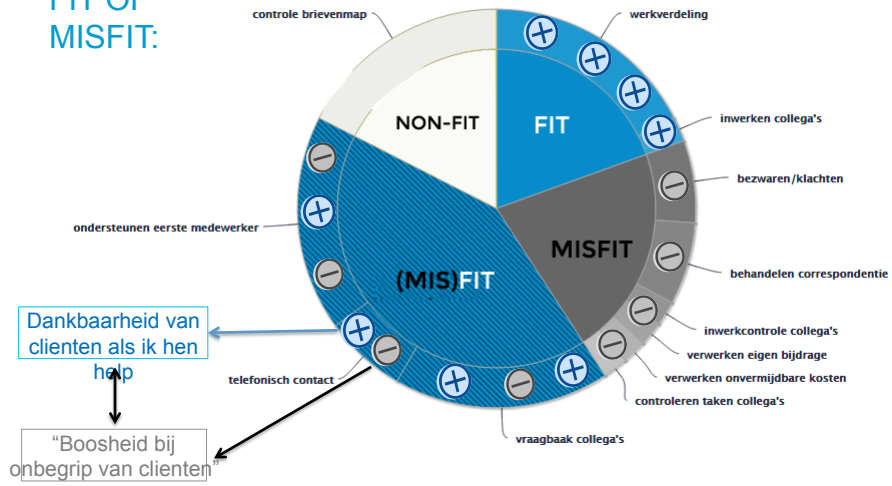 FIT OF
MISFIT:
controle brievenmap
werkverdeling
NON-FIT
FIT
inwerken collega's
bezwaren/klachten
ondersteunen eerste medewerker
MISFIT
behandelen correspondentie
(MIS)FIT
Dankbaarheid van
clienten als ik hen
help
inwerkcontrole collega's
verwerken eigen bijdrage
telefonisch contact
verwerken onvermijdbare kosten
controleren taken collega's
"Boosheid bij
onbegrip van clienten"
vraagbaak collega's